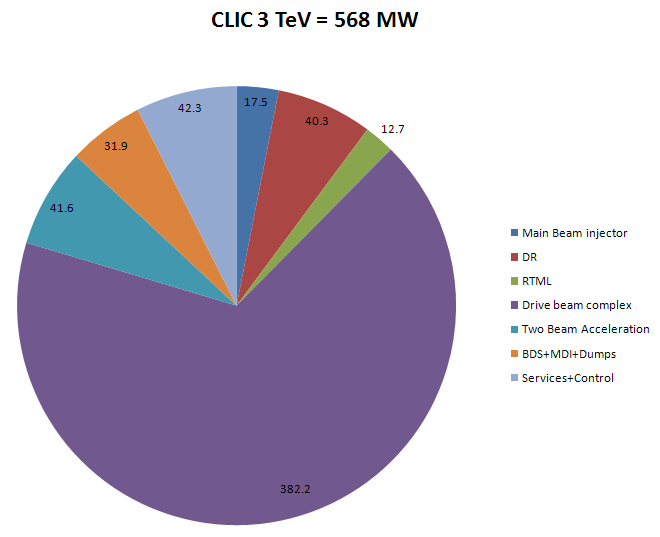 CLIC 3 TeV = 568 MW
17.5
40.3
12.7
42.3
31.9
41.6
382.2
Main Beam injector
DR
RTML
Drive beam complex
Two Beam Acceleration
BDS+MDI+Dumps
Services+Control